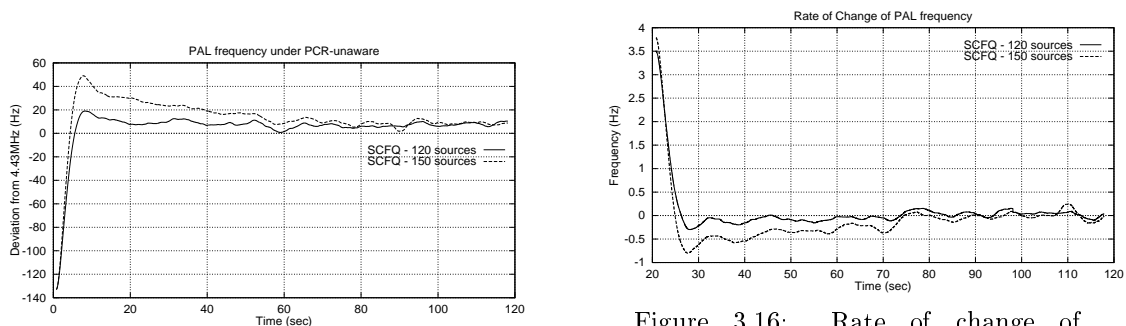 PAL frequency under PCR-unaware
60
40
20
0
-20
-40
-60
-80
-100
-120
-140
0 20 40 60 80 100 120
Deviation from 4.43MHz (Hz)
Time (sec)
SCFQ - 120 sources
SCFQ - 150 sources
Rate of Change of PAL frequency
4
3.5
3
2.5
2
1.5
1
0.5
0
-0.5
-1
20 30 40 50 60 70 80 90 100 110 120
Frequency (Hz)
Time (sec)
SCFQ - 120 sources
SCFQ - 150 sources
Figure 3.16: Rate of change of